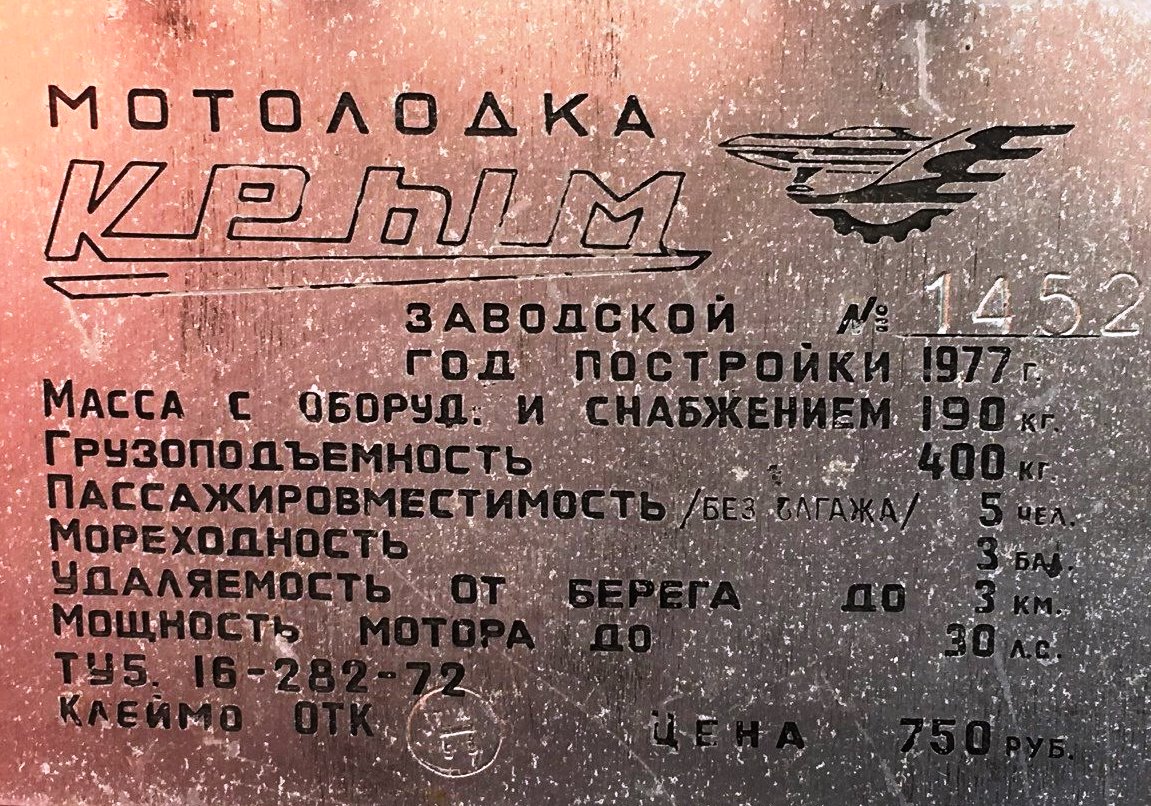 МОТОЛОДКА
КРЫМ
ЗАВОДСКОЙ № 1452
ГОД ПОСТРОЙКИ 1977 г.
МАССА С ОБОРУД. И СНАБЖЕНИЕМ 190 кг.
ГРУЗОПОДЪЕМНОСТЬ 400 кг.
ПАССАЖИРОВМЕСТИМОСТЬ /БЕЗ БАГАЖА/ 5 ЧЕЛ.
МОРЕХОДНОСТЬ 3 БАЛ.
УДАЛЯЕМОСТЬ ОТ БЕРЕГА ДО 3 КМ.
МОЩНОСТЬ МОТОРА ДО 30 Л.С.
ТУ5. 16-282-72
КЛЕЙМО ОТК
ЦЕНА 750 РУБ.